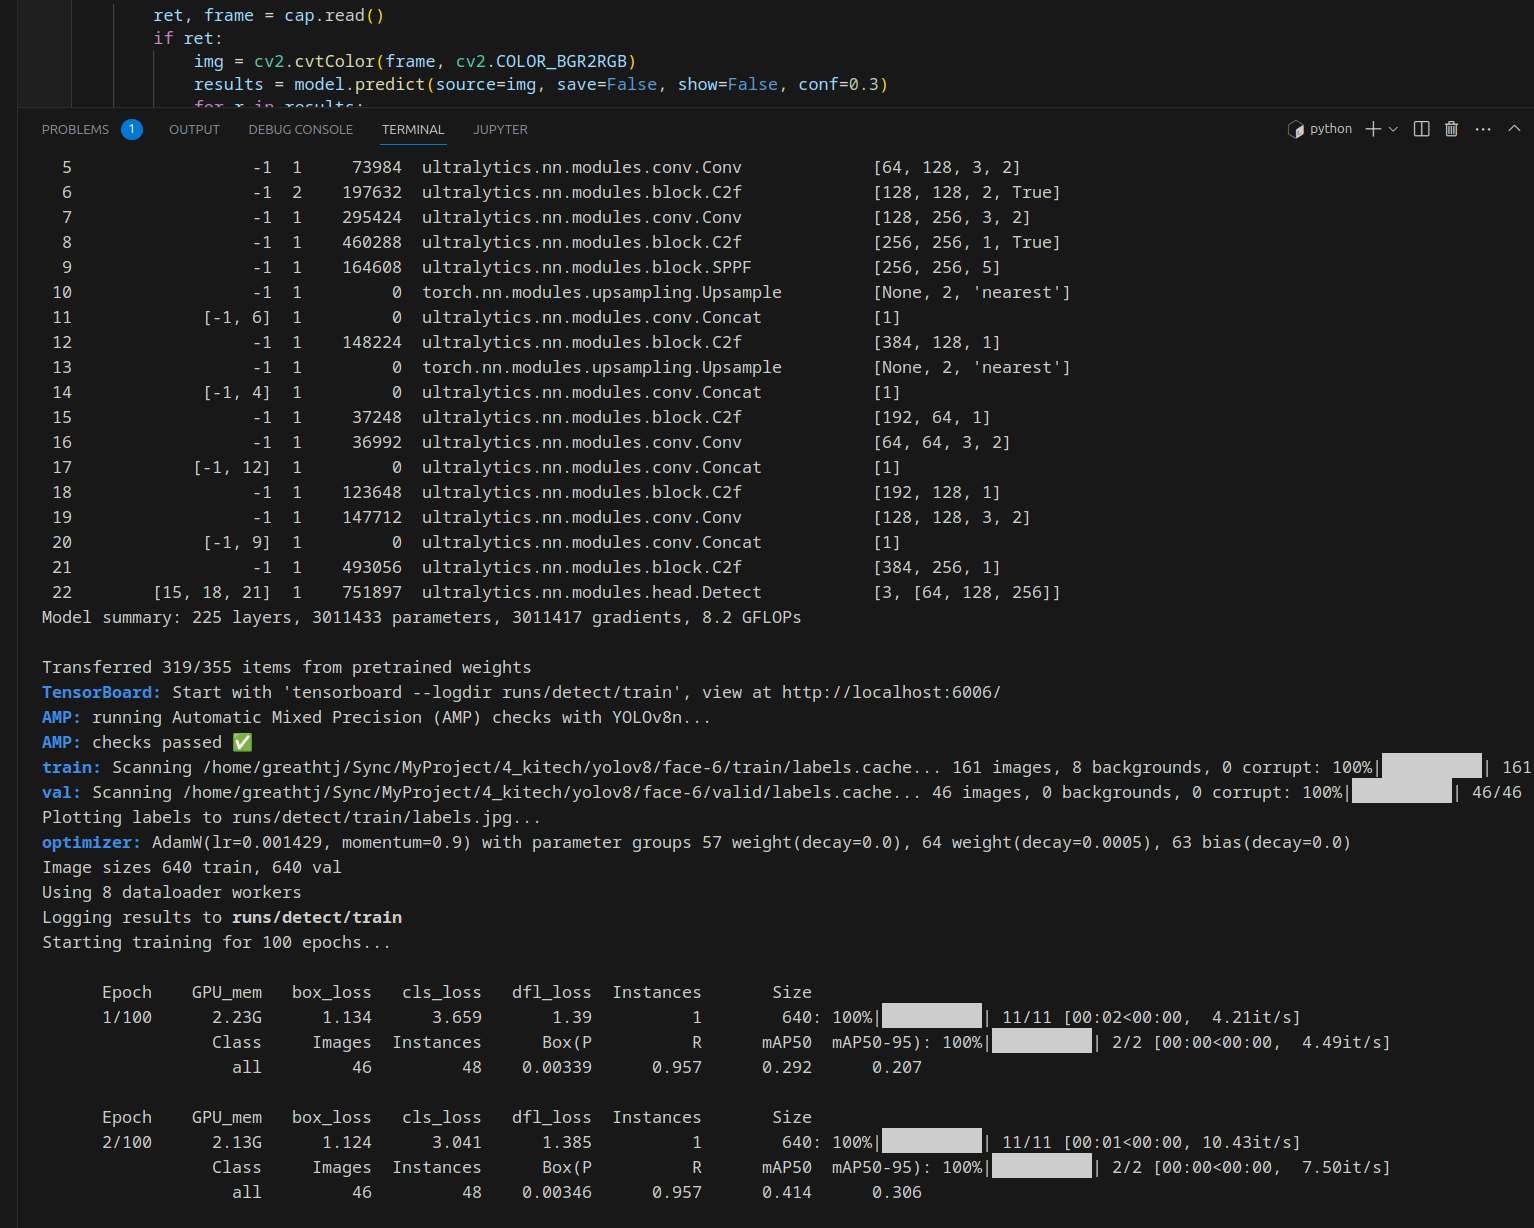 ret, frame = cap.read()
if ret:
img = cv2.cvtColor(frame, cv2.COLOR_BGR2RGB)
results = model.predict(source=img, save=False, show=False, conf=0.3)
for r in results:
PROBLEMS 1 OUTPUT DEBUG CONSOLE TERMINAL JUPYTER python
5 -1 1 73984 ultralytics.nn.modules.conv.Conv [64, 128, 3, 2]
6 -1 2 197632 ultralytics.nn.modules.block.C2f [128, 128, 2, True]
7 -1 1 295424 ultralytics.nn.modules.conv.Conv [128, 256, 3, 2]
8 -1 1 460288 ultralytics.nn.modules.block.C2f [256, 256, 1, True]
9 -1 1 164608 ultralytics.nn.modules.block.SPPF [256, 256, 5]
10 -1 1 0 torch.nn.modules.upsampling.Upsample [None, 2, 'nearest']
11 [-1, 6] 1 0 ultralytics.nn.modules.conv.Concat [1]
12 -1 1 148224 ultralytics.nn.modules.block.C2f [384, 128, 1]
13 -1 1 0 torch.nn.modules.upsampling.Upsample [None, 2, 'nearest']
14 [-1, 4] 1 0 ultralytics.nn.modules.conv.Concat [1]
15 -1 1 37248 ultralytics.nn.modules.block.C2f [192, 64, 1]
16 -1 1 36992 ultralytics.nn.modules.conv.Conv [64, 64, 3, 2]
17 [-1, 12] 1 0 ultralytics.nn.modules.conv.Concat [1]
18 -1 1 123648 ultralytics.nn.modules.block.C2f [192, 128, 1]
19 -1 1 147712 ultralytics.nn.modules.conv.Conv [128, 128, 3, 2]
20 [-1, 9] 1 0 ultralytics.nn.modules.conv.Concat [1]
21 -1 1 493056 ultralytics.nn.modules.block.C2f [384, 256, 1]
22 [15, 18, 21] 1 751897 ultralytics.nn.modules.head.Detect [3, [64, 128, 256]]
Model summary: 225 layers, 3011433 parameters, 3011417 gradients, 8.2 GFLOPs
Transferred 319/355 items from pretrained weights
TensorBoard: Start with 'tensorboard --logdir runs/detect/train', view at http://localhost:6006/
AMP: running Automatic Mixed Precision (AMP) checks with YOLOv8n...
AMP: checks passed ✅
train: Scanning /home/greathtj/Sync/MyProject/4_kitech/yolov8/face-6/train/labels.cache... 161 images, 8 backgrounds, 0 corrupt: 100%| | 161
val: Scanning /home/greathtj/Sync/MyProject/4_kitech/yolov8/face-6/valid/labels.cache... 46 images, 0 backgrounds, 0 corrupt: 100%| | 46/46
Plotting labels to runs/detect/train/labels.jpg...
optimizer: AdamW(lr=0.001429, momentum=0.9) with parameter groups 57 weight(decay=0.0), 64 weight(decay=0.0005), 63 bias(decay=0.0)
Image sizes 640 train, 640 val
Using 8 dataloader workers
Logging results to runs/detect/train
Starting training for 100 epochs...
Epoch GPU_mem box_loss cls_loss dfl_loss Instances Size
1/100 2.23G 1.134 3.659 1.39 1 640: 100%| | 11/11 [00:02<00:00, 4.21it/s]
Class Images Instances Box(P R mAP50 mAP50-95): 100%| | 2/2 [00:00<00:00, 4.49it/s]
all 46 48 0.00339 0.957 0.292 0.207
Epoch GPU_mem box_loss cls_loss dfl_loss Instances Size
2/100 2.13G 1.124 3.041 1.385 1 640: 100%| | 11/11 [00:01<00:00, 10.43it/s]
Class Images Instances Box(P R mAP50 mAP50-95): 100%| | 2/2 [00:00<00:00, 7.50it/s]
all 46 48 0.00346 0.957 0.414 0.306